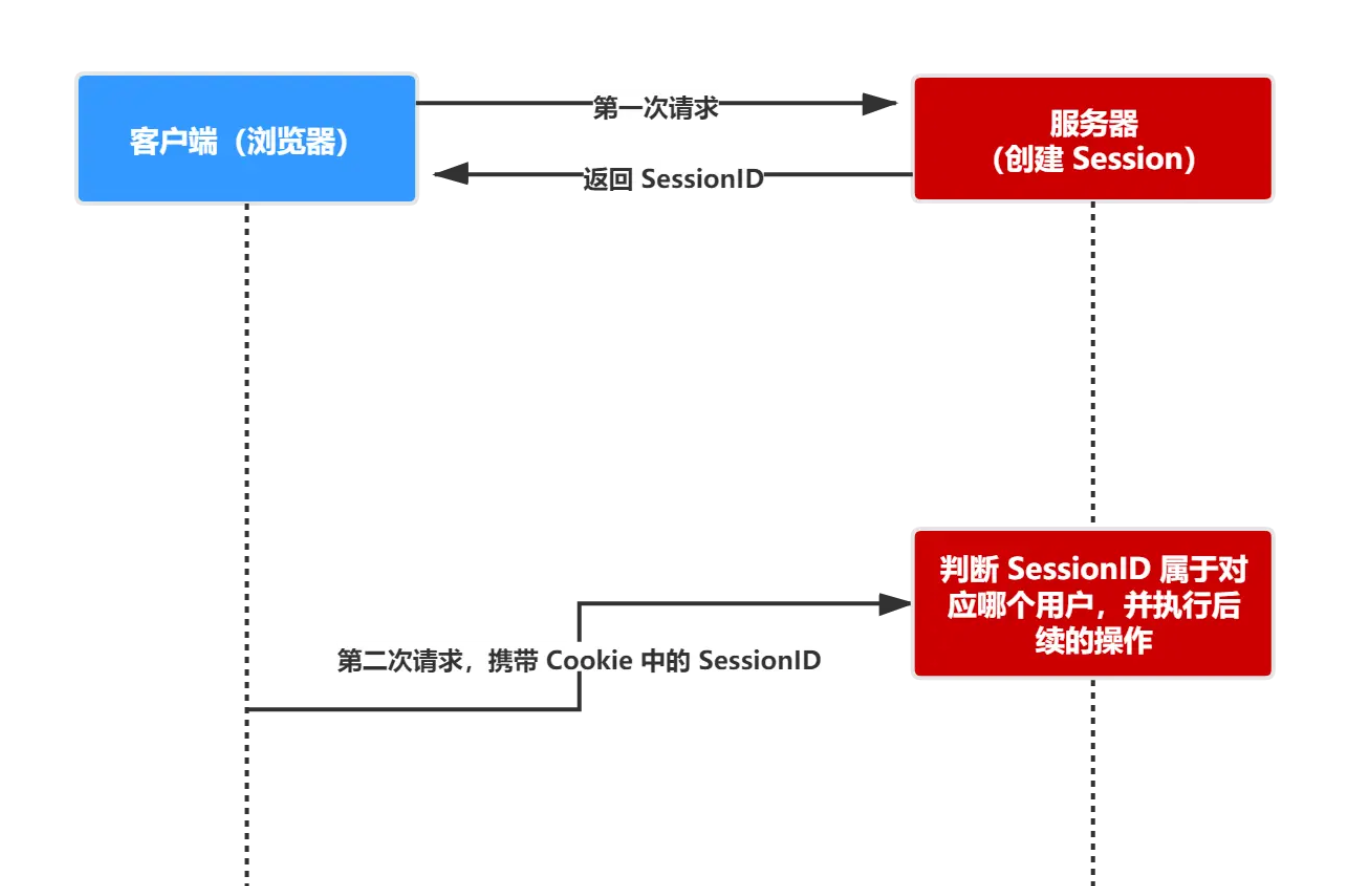 客户端（浏览器）
第一次请求
服务器
（创建 Session）
返回 SessionID
判断 SessionID 属于对
应哪个用户，并执行后
续的操作
第二次请求，携带 Cookie 中的 SessionID